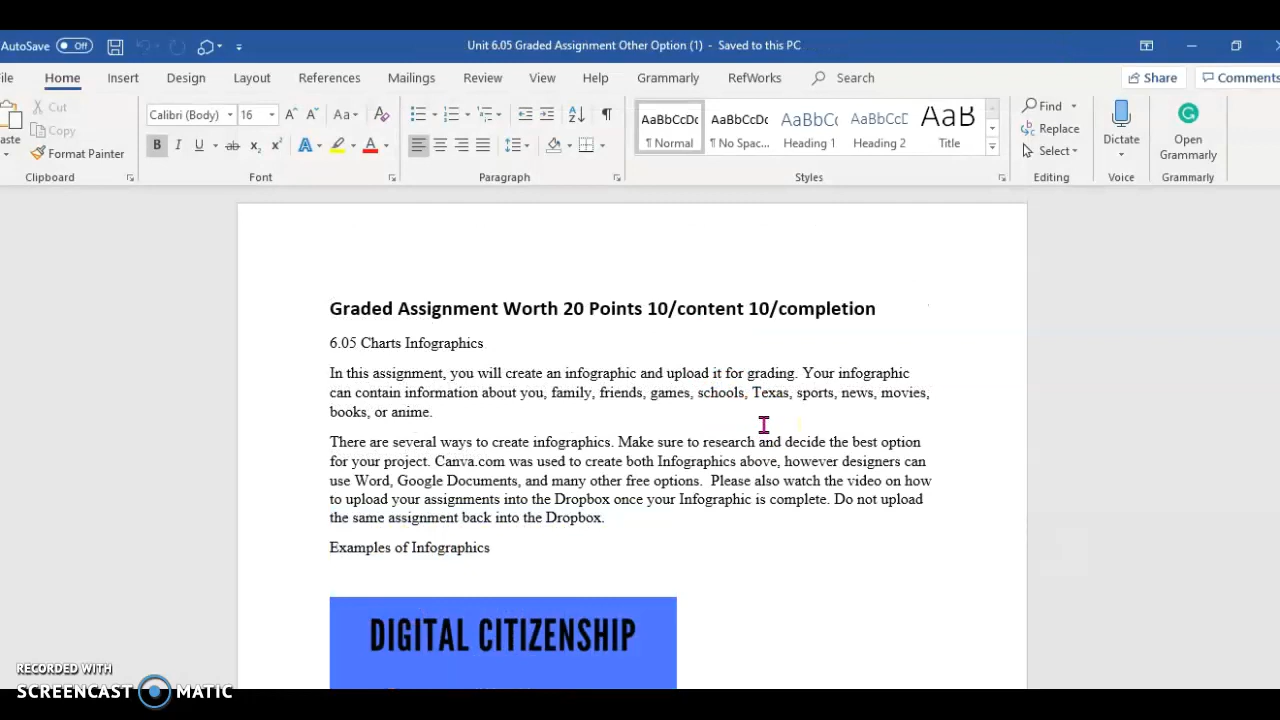 AutoSave Off Unit 6.05 Graded Assignment Other Option (1) - Saved to this PC
Home Insert Design Layout References Mailings Review View Help Grammarly RefWorks Search Share Comments
Cut
Copy
Format Painter
Clipboard
Calibri (Body) 16
Font
Paragraph
AaBbCcDc AaBbCcDc AaBbCc AaBbCcD AaB
¶ Normal ¶ No Spac... Heading 1 Heading 2 Title
Styles
Find
Replace
Select
Editing
Dictate
Voice
Open
Grammarly
Grammarly
Graded Assignment Worth 20 Points 10/content 10/completion
6.05 Charts Infographics
In this assignment, you will create an infographic and upload it for grading. Your infographic
can contain information about you, family, friends, games, schools, Texas, sports, news, movies,
books, or anime.
There are several ways to create infographics. Make sure to research and decide the best option
for your project. Canva.com was used to create both Infographics above, however designers can
use Word, Google Documents, and many other free options. Please also watch the video on how
to upload your assignments into the Dropbox once your Infographic is complete. Do not upload
the same assignment back into the Dropbox.
Examples of Infographics
DIGITAL CITIZENSHIP
RECORDED WITH
SCREENCAST MATIC